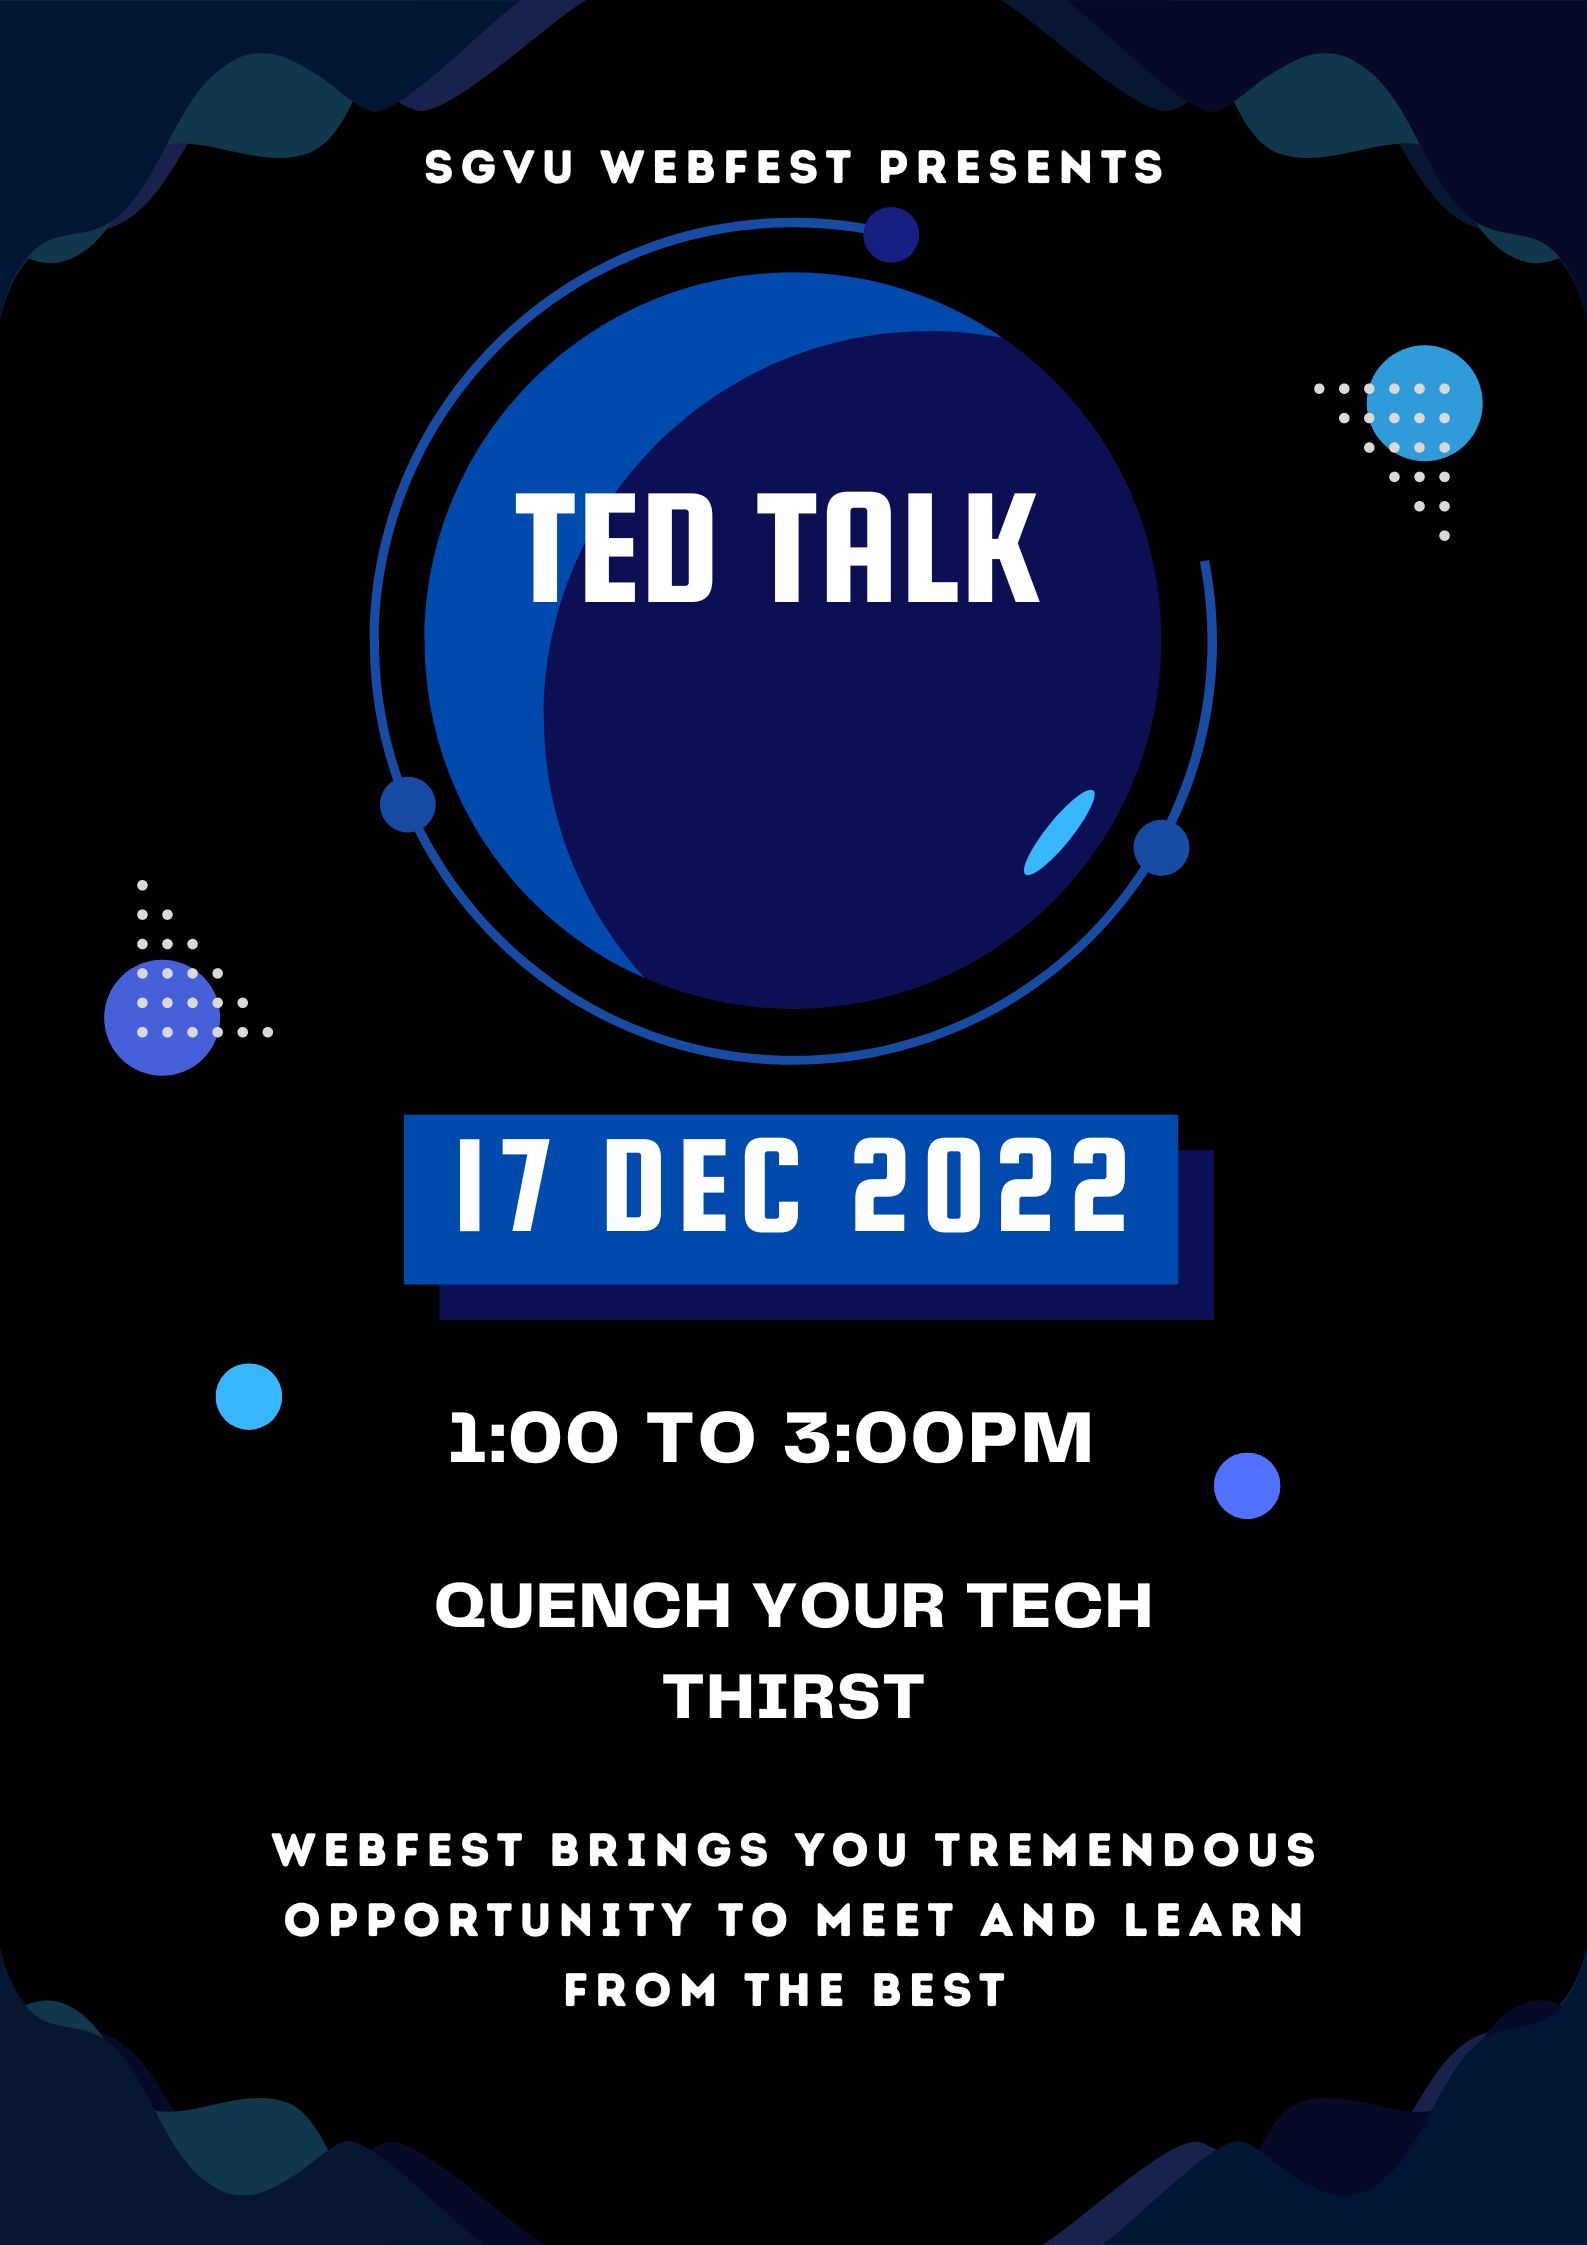 SGVU WEBFEST PRESENTS
TED TALK
17 DEC 2022
1:00 TO 3:00PM
QUENCH YOUR TECH
THIRST
WEBFEST BRINGS YOU TREMENDOUS
OPPORTUNITY TO MEET AND LEARN
FROM THE BEST